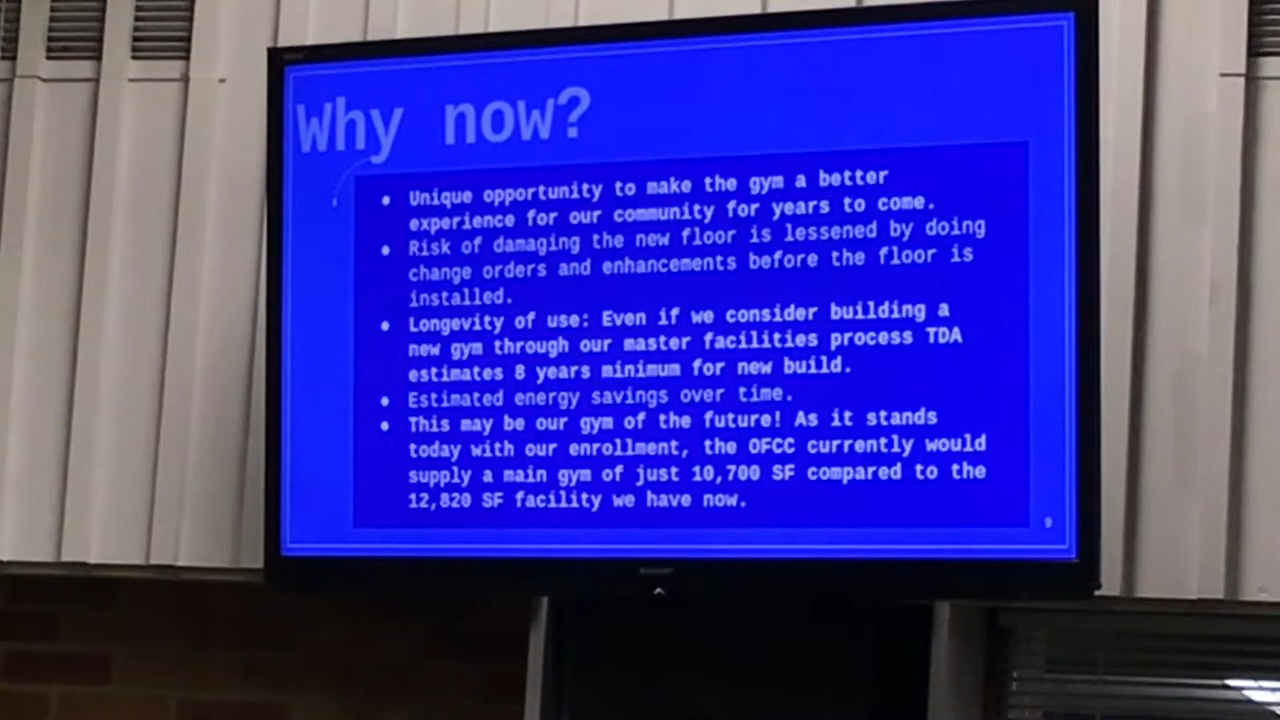 Why now?
● Unique opportunity to make the gym a better
experience for our community for years to come.
● Risk of damaging the new floor is lessened by doing
change orders and enhancements before the floor is
installed.
● Longevity of use: Even if we consider building a
new gym through our master facilities process TDA
estimates 8 years minimum for new build.
● Estimated energy savings over time.
● This may be our gym of the future! As it stands
today with our enrollment, the OFCC currently would
supply a main gym of just 10,700 SF compared to the
12,820 SF facility we have now.
9
SHARP